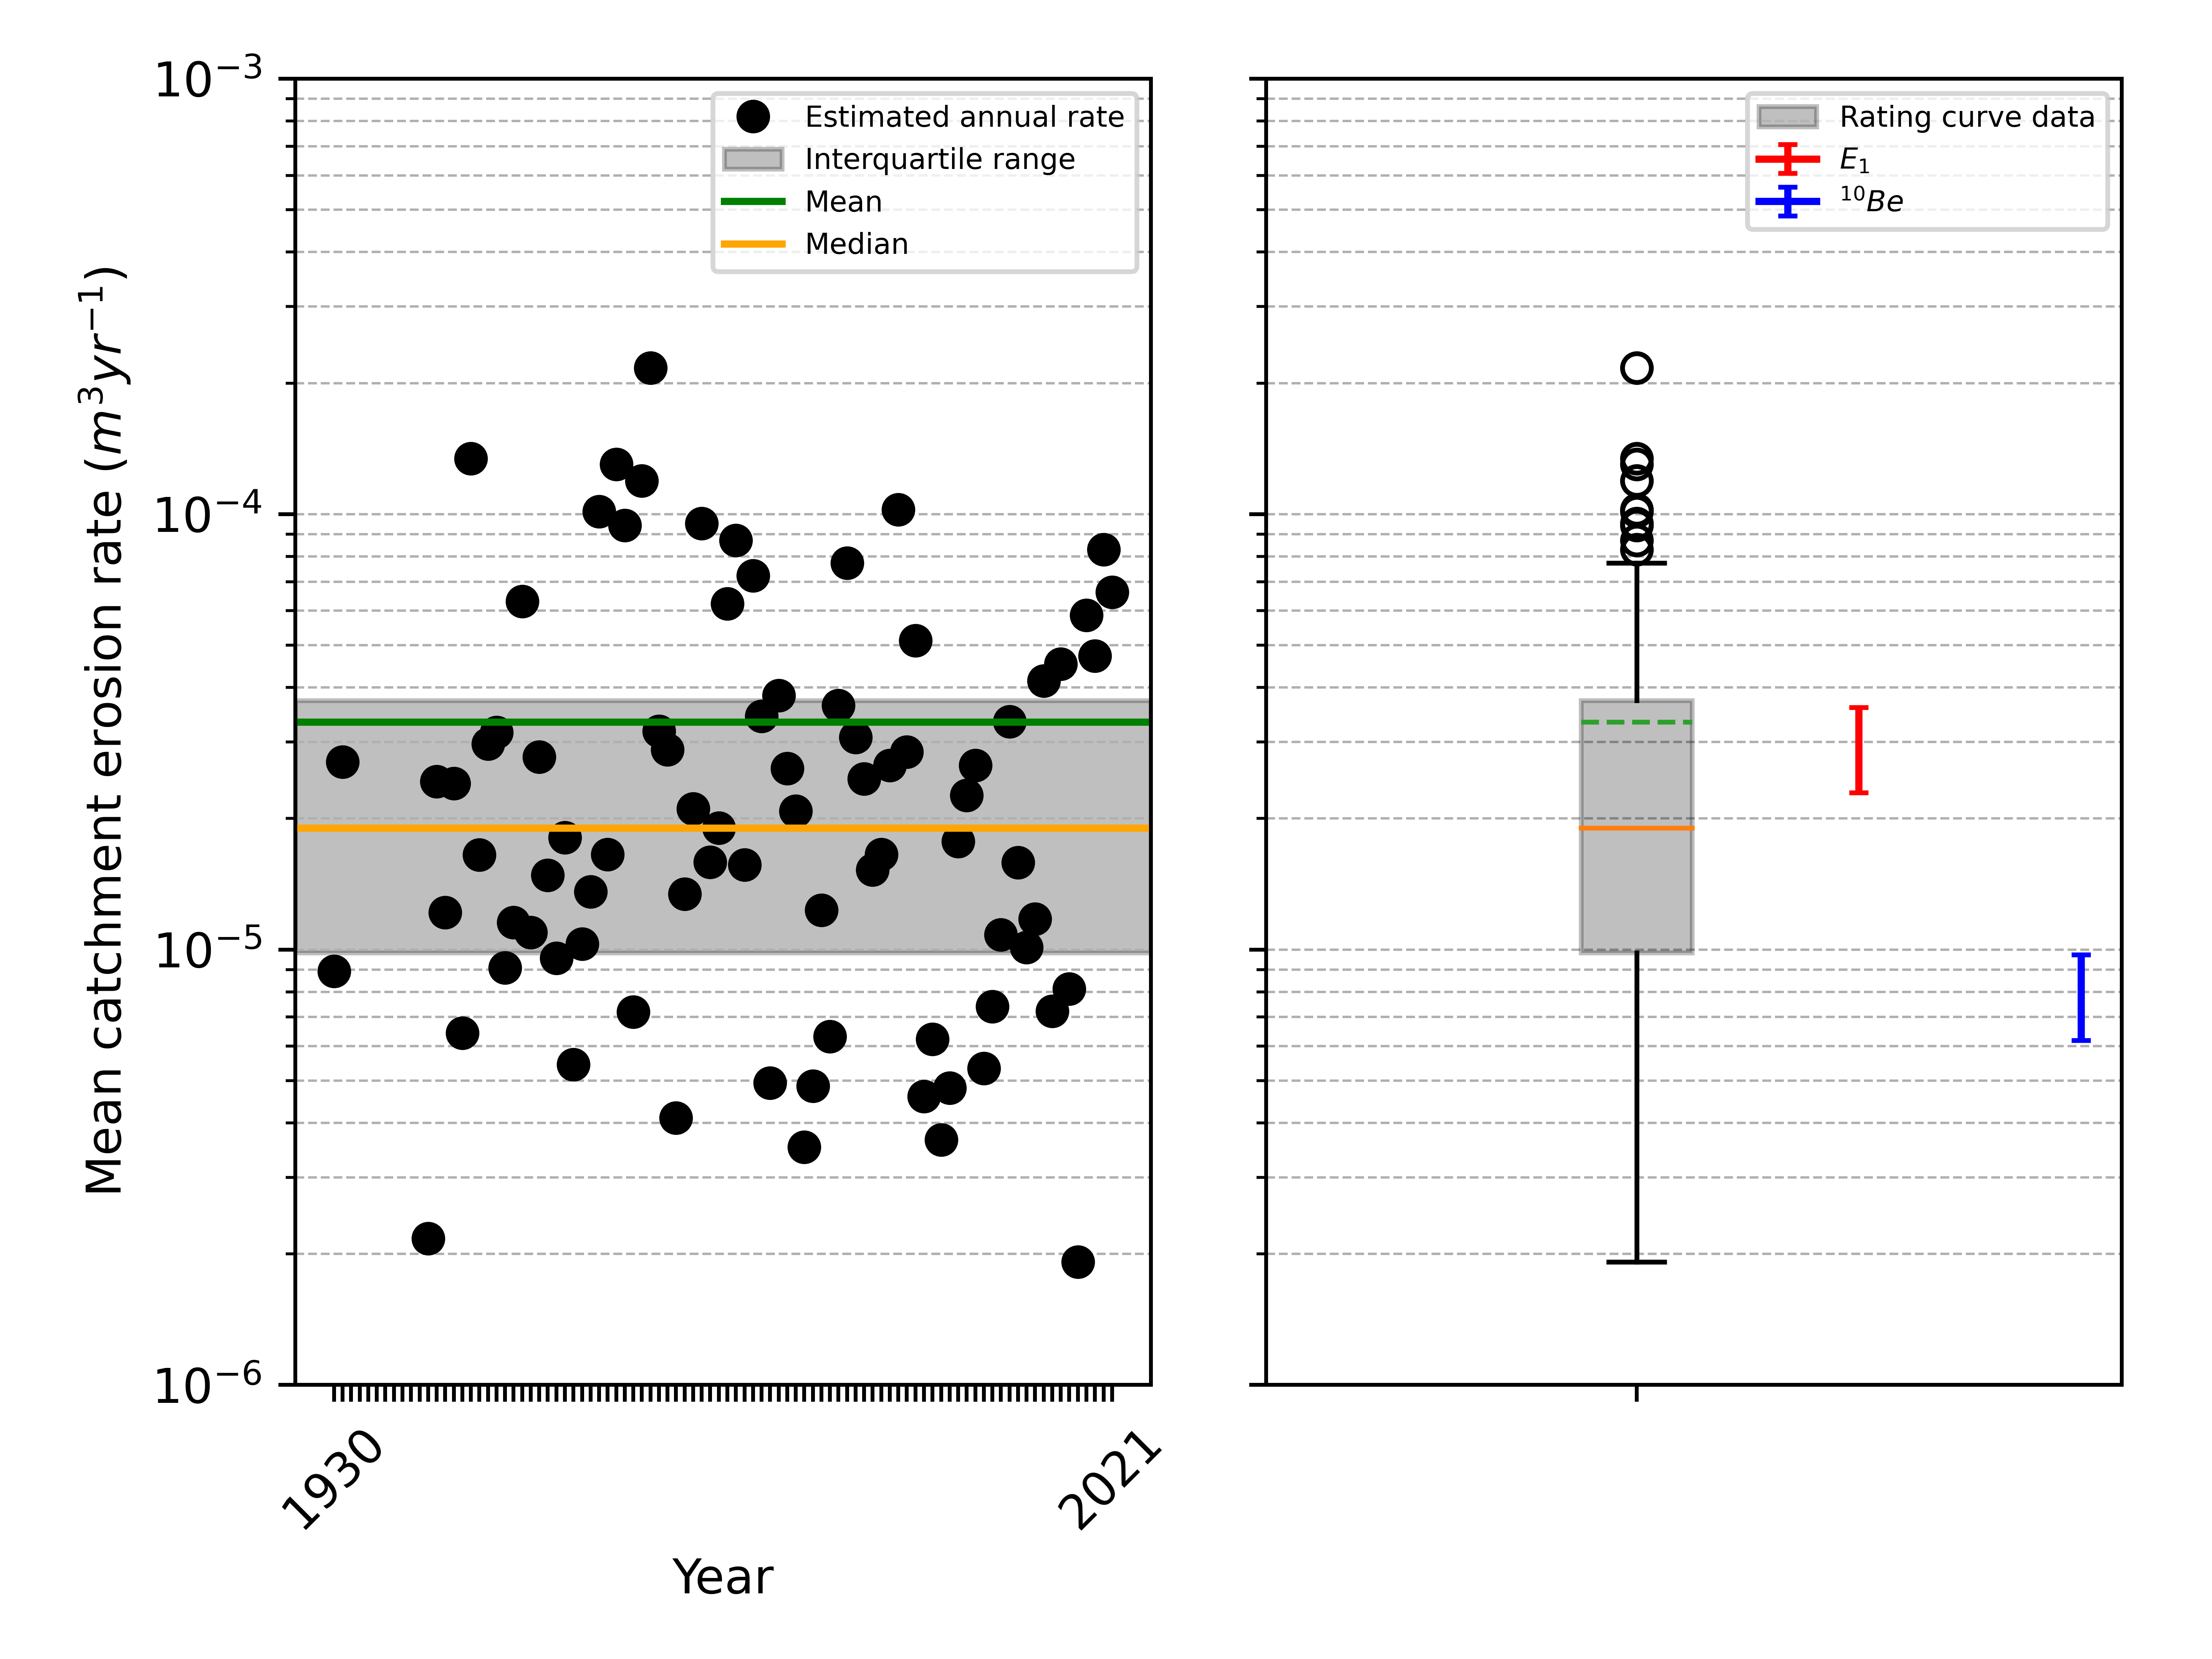 Mean catchment erosion rate (m³yr⁻¹)
10⁻³
10⁻⁴
10⁻⁵
10⁻⁶
Estimated annual rate
Interquartile range
Mean
Median
1930
2021
Year
Rating curve data
E₁
¹⁰Be